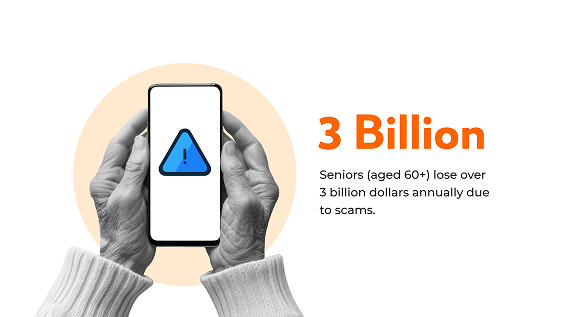 !
3 Billion
Seniors (aged 60+) lose over
3 billion dollars annually due
to scams.